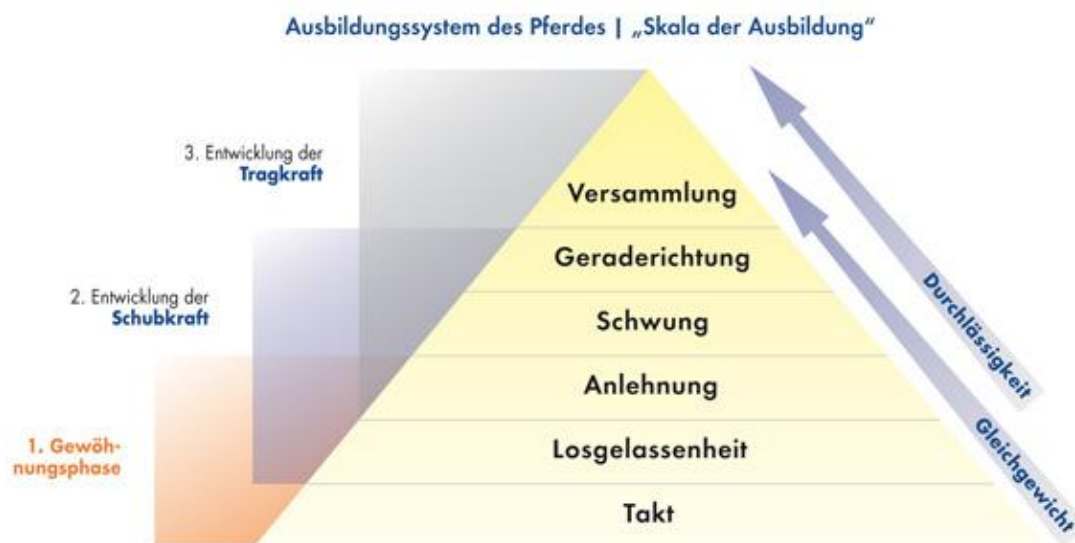 Ausbildungssystem des Pferdes | „Skala der Ausbildung“
3. Entwicklung der
Tragkraft
2. Entwicklung der
Schubkraft
1. Gewöh-
nungsphase
Versammlung
Geraderichtung
Schwung
Anlehnung
Losgelassenheit
Takt
Durchlässigkeit
Gleichgewicht